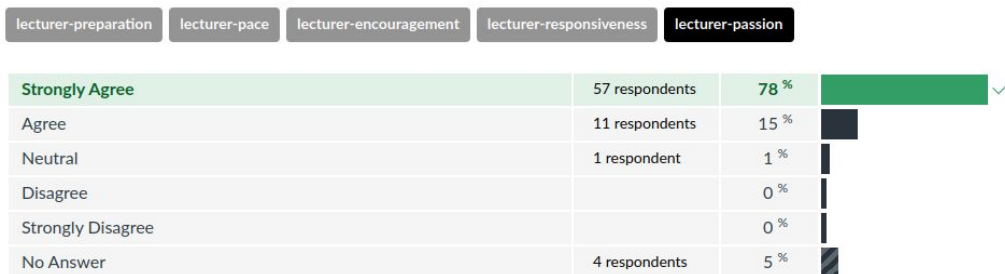 lecturer-preparation lecturer-pace lecturer-encouragement lecturer-responsiveness lecturer-passion
Strongly Agree 57 respondents 78 %
Agree 11 respondents 15 %
Neutral 1 respondent 1 %
Disagree 0 %
Strongly Disagree 0 %
No Answer 4 respondents 5 %